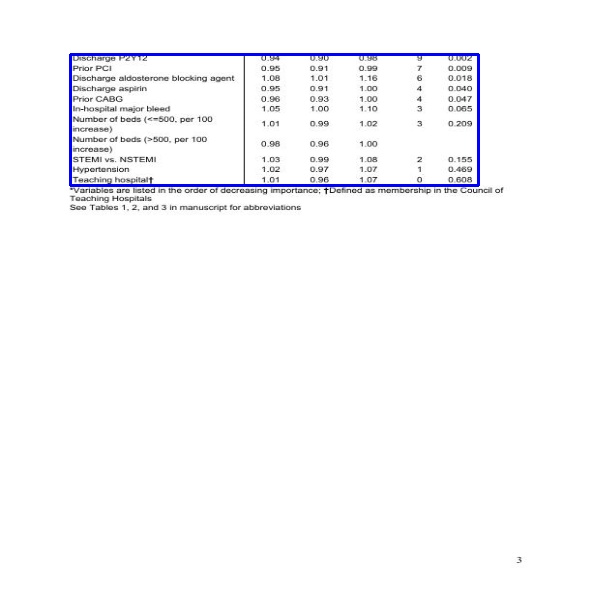 Discharge P2Y12 0.94 0.90 0.98 9 0.002
Prior PCI 0.95 0.91 0.99 7 0.009
Discharge aldosterone blocking agent 1.08 1.01 1.16 6 0.018
Discharge aspirin 0.95 0.91 1.00 4 0.040
Prior CABG 0.96 0.93 1.00 4 0.047
In-hospital major bleed 1.05 1.00 1.10 3 0.065
Number of beds (<=500, per 100
increase) 1.01 0.99 1.02 3 0.209
Number of beds (>500, per 100
increase) 0.98 0.96 1.00
STEMI vs. NSTEMI 1.03 0.99 1.08 2 0.155
Hypertension 1.02 0.97 1.07 1 0.469
Teaching hospital† 1.01 0.96 1.07 0 0.608
*Variables are listed in the order of decreasing importance; †Defined as membership in the Council of
Teaching Hospitals
See Tables 1, 2, and 3 in manuscript for abbreviations
3